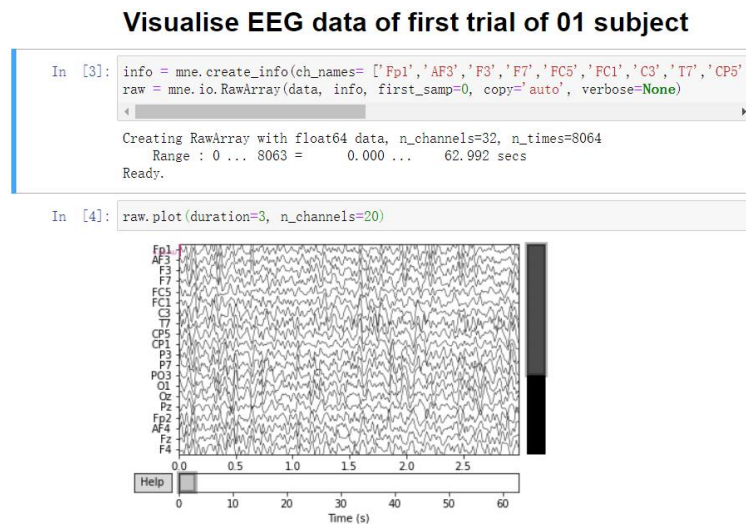 Visualise EEG data of first trial of 01 subject
In [3]: info = mne.create_info(ch_names= ['Fp1','AF3','F3','F7','FC5','FC1','C3','T7','CP5'
raw = mne.io.RawArray(data, info, first_samp=0, copy='auto', verbose=None)
Creating RawArray with float64 data, n_channels=32, n_times=8064
Range : 0 ... 8063 = 0.000 ... 62.992 secs
Ready.
In [4]: raw.plot(duration=3, n_channels=20)
Fp1
AF3
F3
F7
FC5
FC1
C3
T7
CP5
CP1
P3
P7
PO3
O1
Oz
Pz
Fp2
AF4
Fz
F4
0.0 0.5 1.0 1.5 2.0 2.5
Help
0 10 20 30 40 50 60
Time (s)